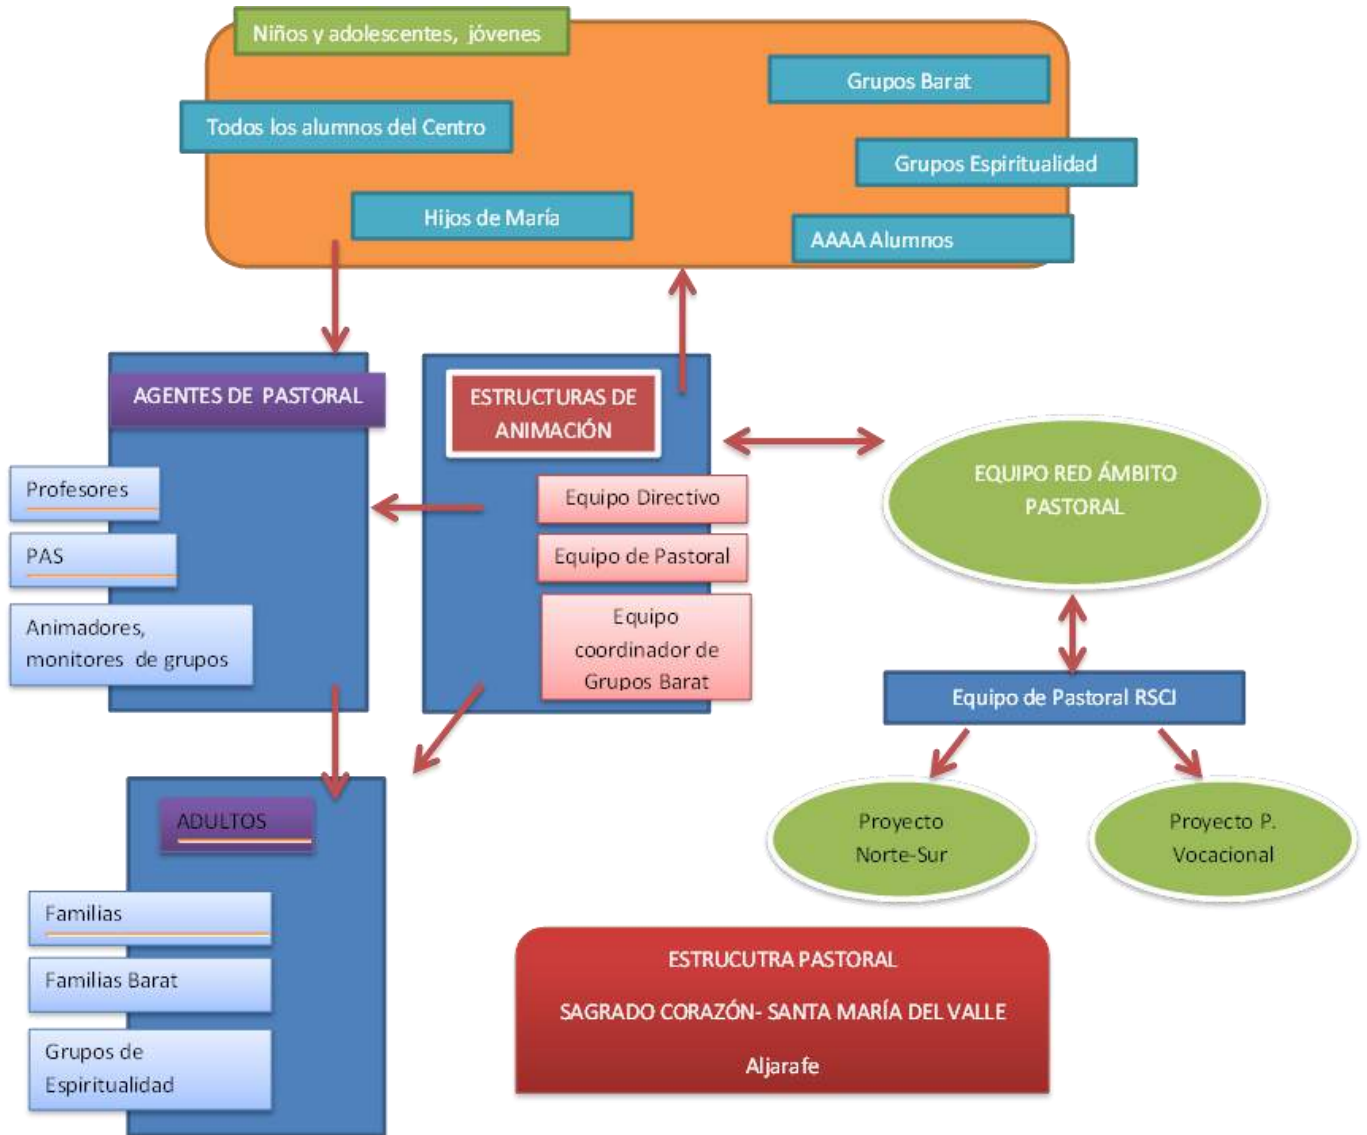 Niños y adolescentes, jóvenes
Grupos Barat
Todos los alumnos del Centro
Grupos Espiritualidad
Hijos de María
AAAA Alumnos
AGENTES DE PASTORAL
Profesores
PAS
Animadores,
monitores de grupos
ESTRUCTURAS DE
ANIMACIÓN
Equipo Directivo
Equipo de Pastoral
Equipo
coordinador de
Grupos Barat
EQUIPO RED ÁMBITO
PASTORAL
Equipo de Pastoral RSCJ
Proyecto
Norte-Sur
Proyecto P.
Vocacional
ADULTOS
Familias
Familias Barat
Grupos de
Espiritualidad
ESTRUCUTRA PASTORAL
SAGRADO CORAZÓN- SANTA MARÍA DEL VALLE
Aljarafe